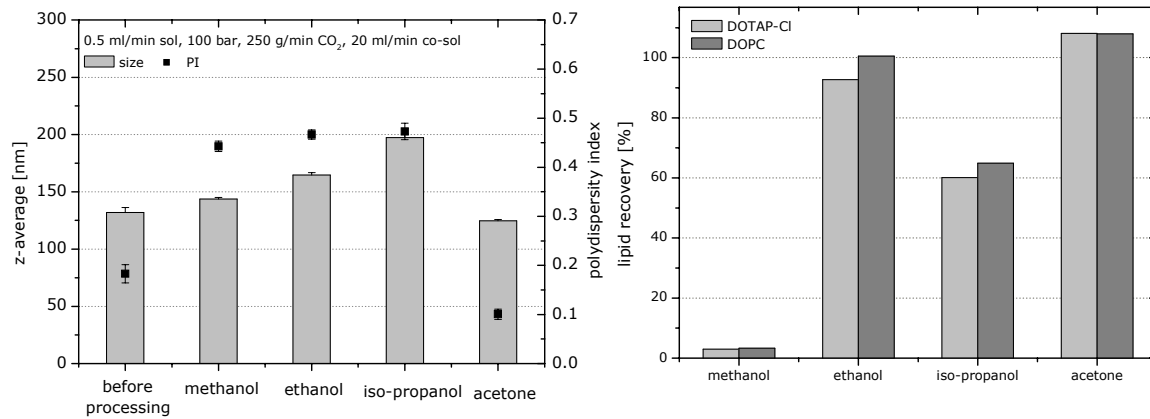 0.5 ml/min sol, 100 bar, 250 g/min CO2, 20 ml/min co-sol
size
PI
z-average [nm]
300
250
200
150
100
50
0
0.7
0.6
0.5
0.4
0.3
0.2
0.1
0.0
polydispersity index
before
processing
methanol
ethanol
iso-propanol
acetone
DOTAP-Cl
DOPC
lipid recovery [%]
100
80
60
40
20
0
methanol
ethanol
iso-propanol
acetone